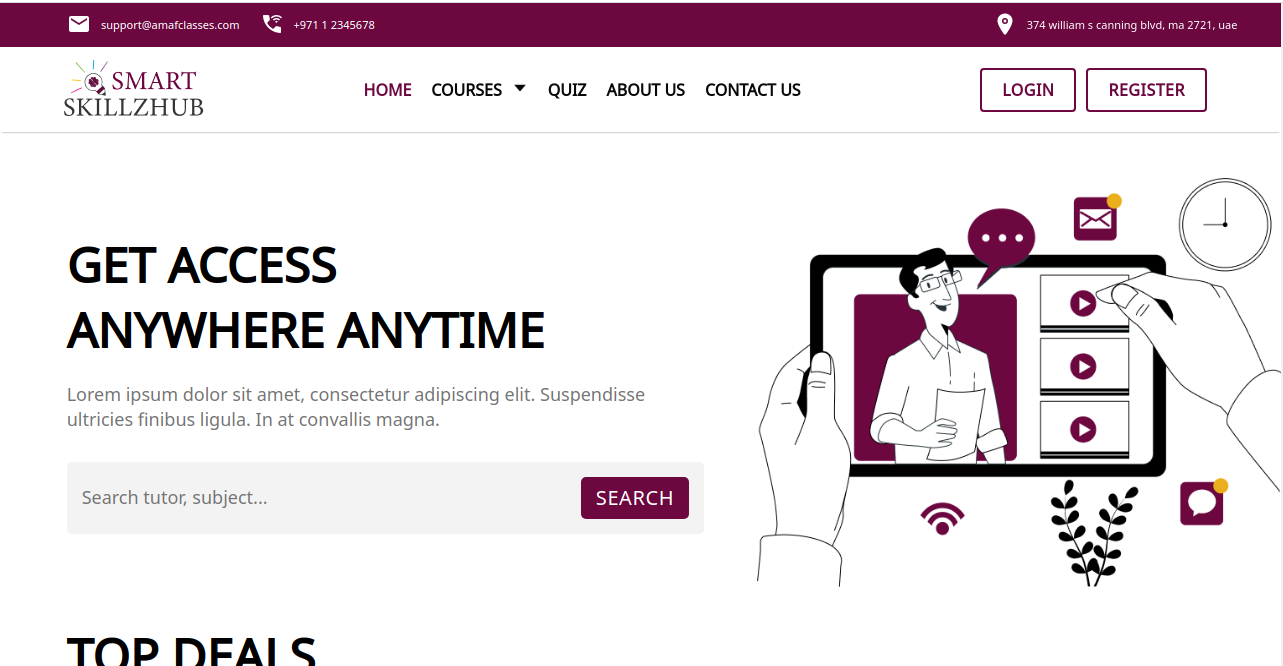 support@amafclasses.com +971 1 2345678 374 william s canning blvd, ma 2721, uae
SMART
SKILLZHUB
HOME COURSES QUIZ ABOUT US CONTACT US LOGIN REGISTER
GET ACCESS
ANYWHERE ANYTIME
Lorem ipsum dolor sit amet, consectetur adipiscing elit. Suspendisse
ultricies finibus ligula. In at convallis magna.
Search tutor, subject... SEARCH
TOP DEALS